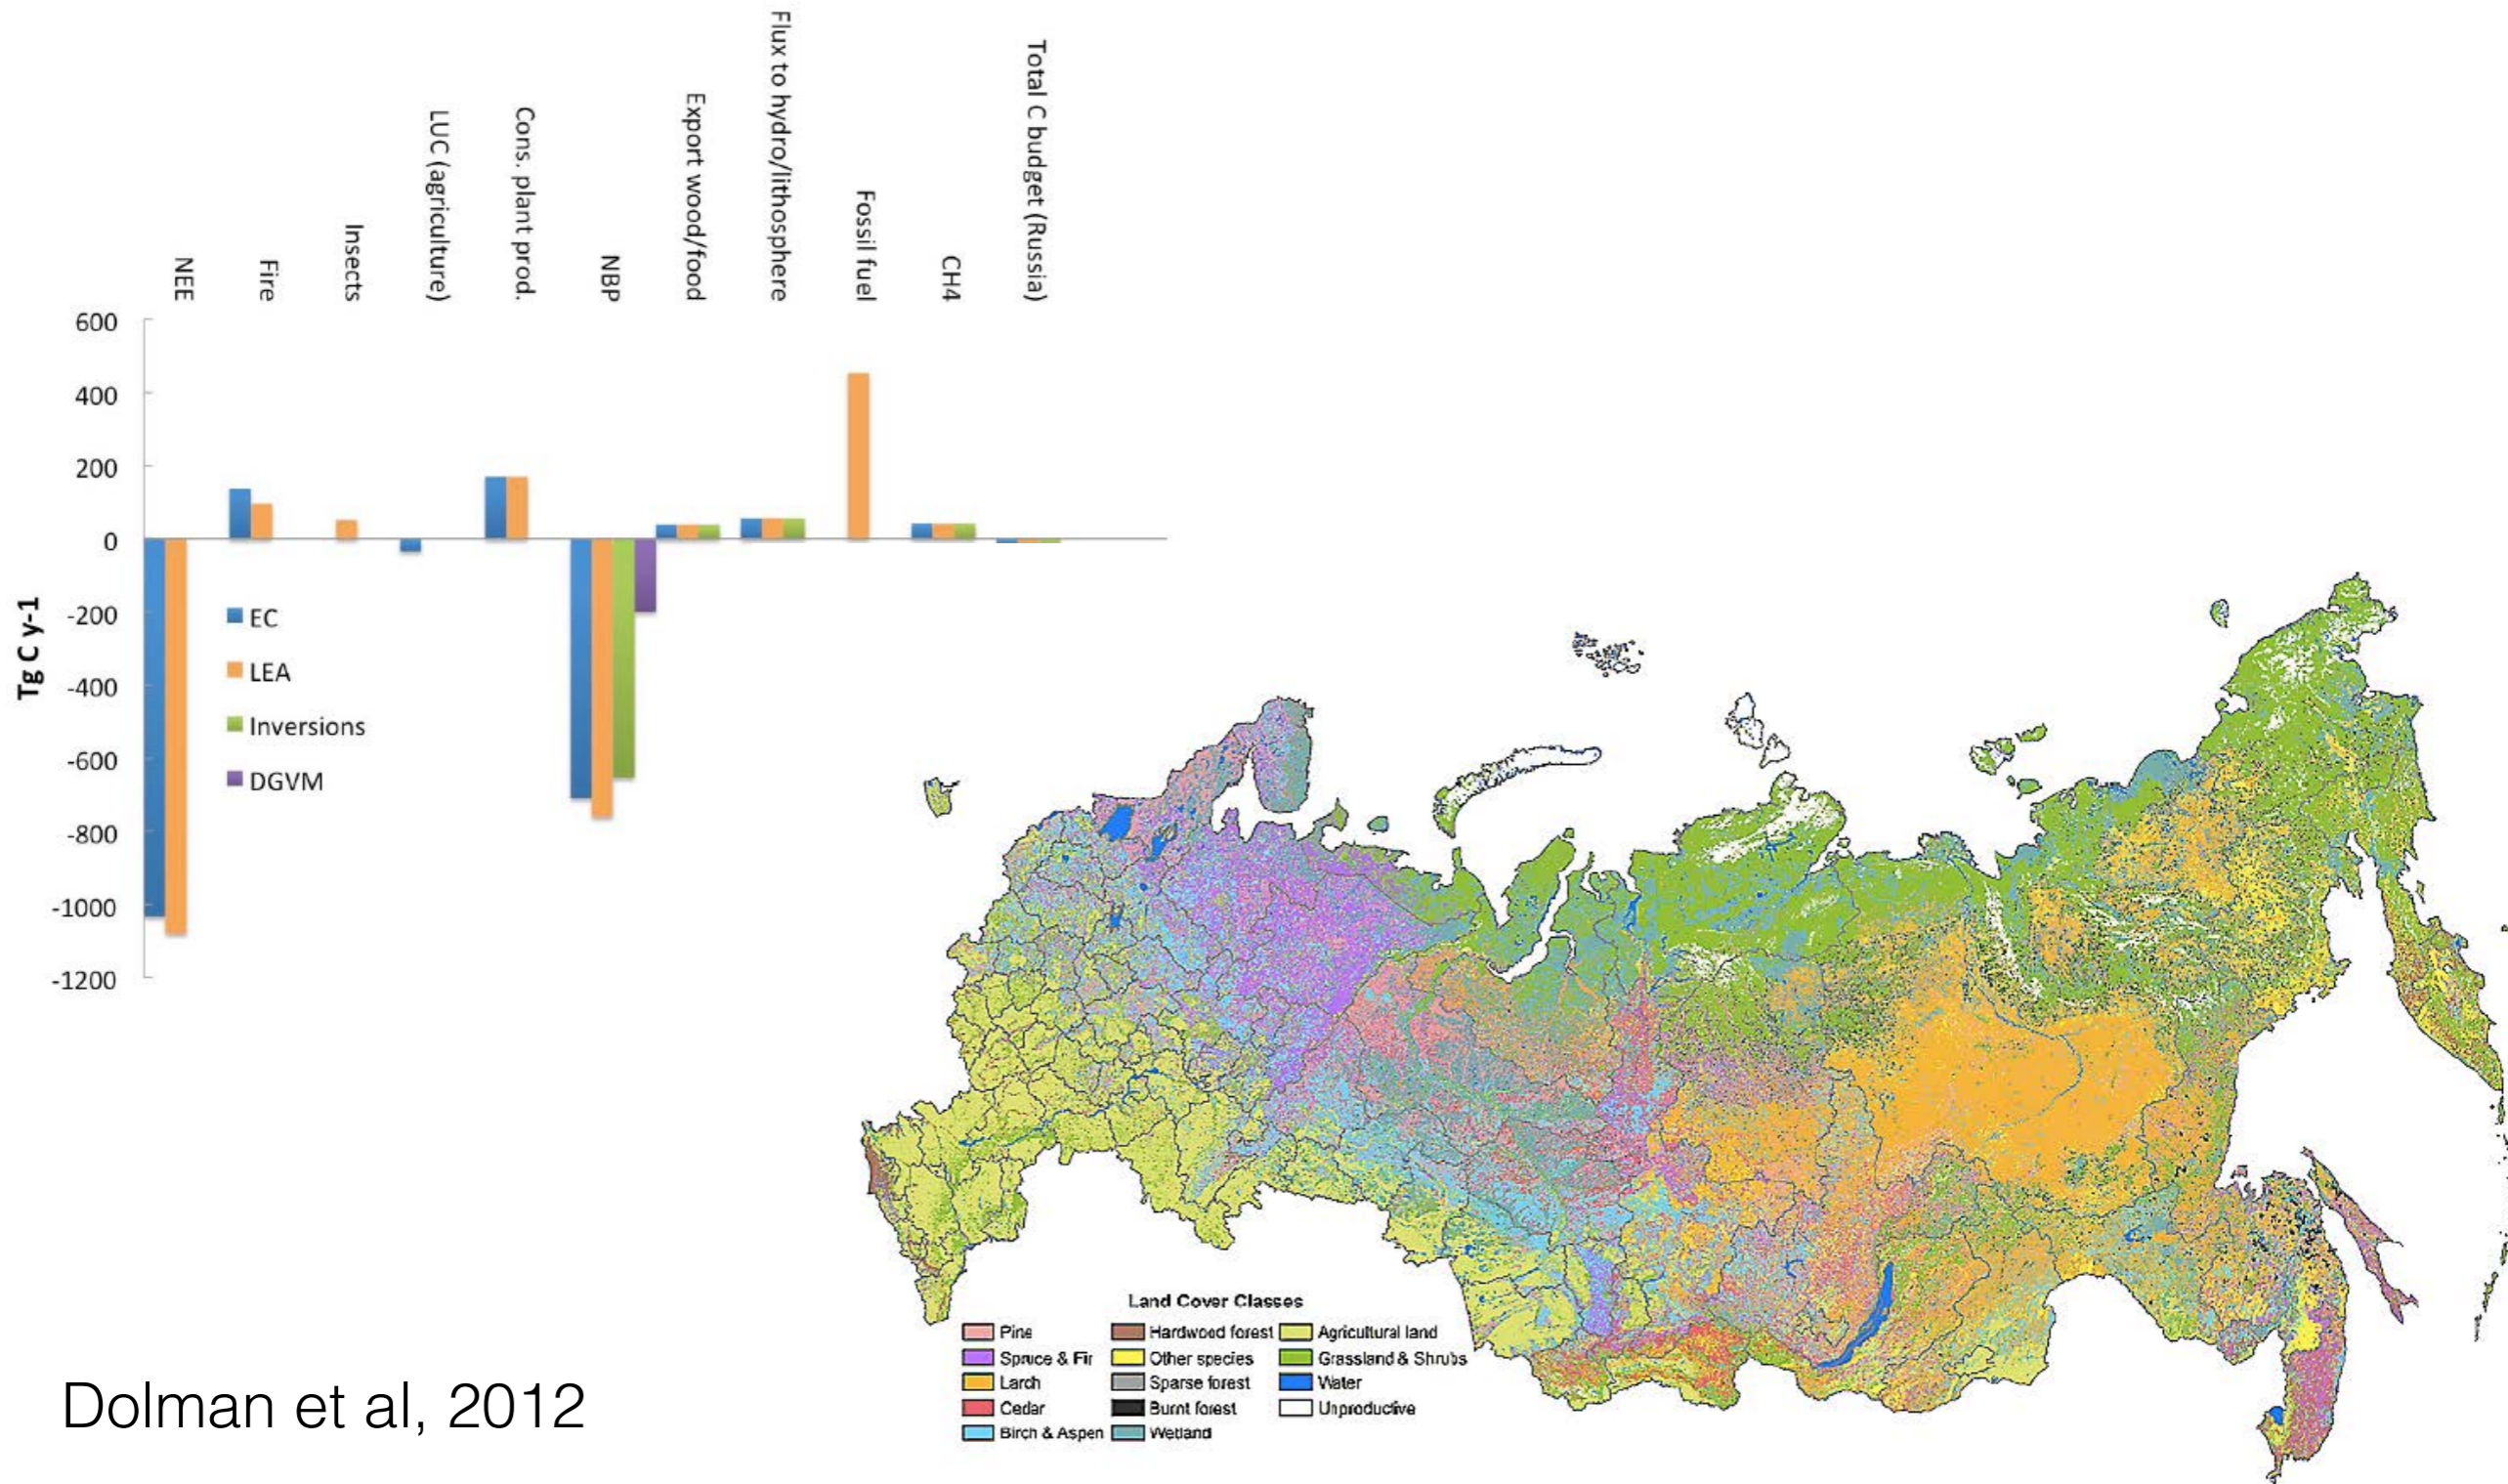 NEE
Fire
Insects
LUC (agriculture)
Cons. plant prod.
NBP
Export wood/food
Flux to hydro/lithosphere
Fossil fuel
CH4
Total C budget (Russia)
600
400
200
0
-200
-400
-600
-800
-1000
-1200
Tg C y-1
EC
LEA
Inversions
DGVM
Land Cover Classes
Pine
Spruce & Fir
Larch
Cedar
Birch & Aspen
Hardwood forest
Other species
Sparse forest
Burnt forest
Wetland
Agricultural land
Grassland & Shrubs
Water
Unproductive
Dolman et al, 2012